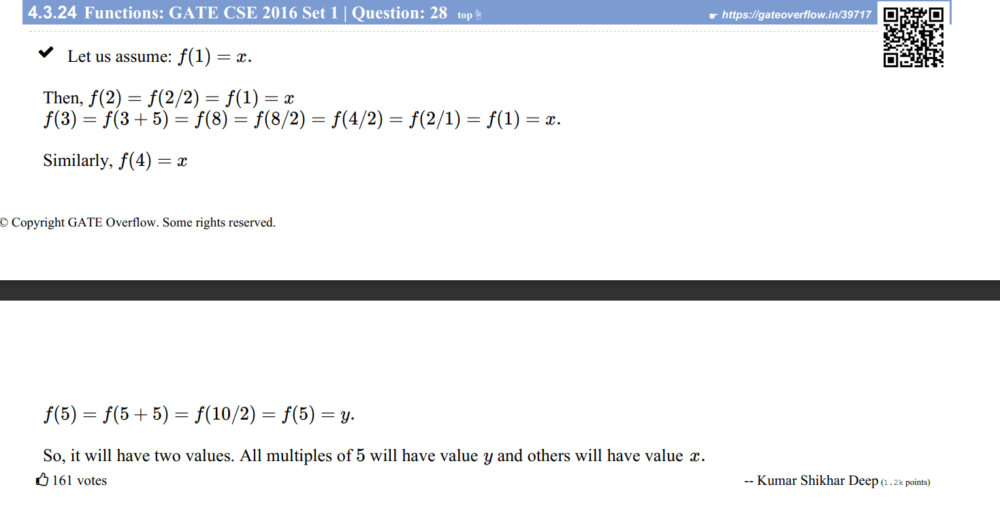 4.3.24 Functions: GATE CSE 2016 Set 1 | Question: 28 top☝ ☛ https://gateoverflow.in/39717
✔ Let us assume: f(1) = x.
Then, f(2) = f(2/2) = f(1) = x
f(3) = f(3 + 5) = f(8) = f(8/2) = f(4/2) = f(2/1) = f(1) = x.
Similarly, f(4) = x
© Copyright GATE Overflow. Some rights reserved.
f(5) = f(5 + 5) = f(10/2) = f(5) = y.
So, it will have two values. All multiples of 5 will have value y and others will have value x.
161 votes -- Kumar Shikhar Deep (1.2k points)